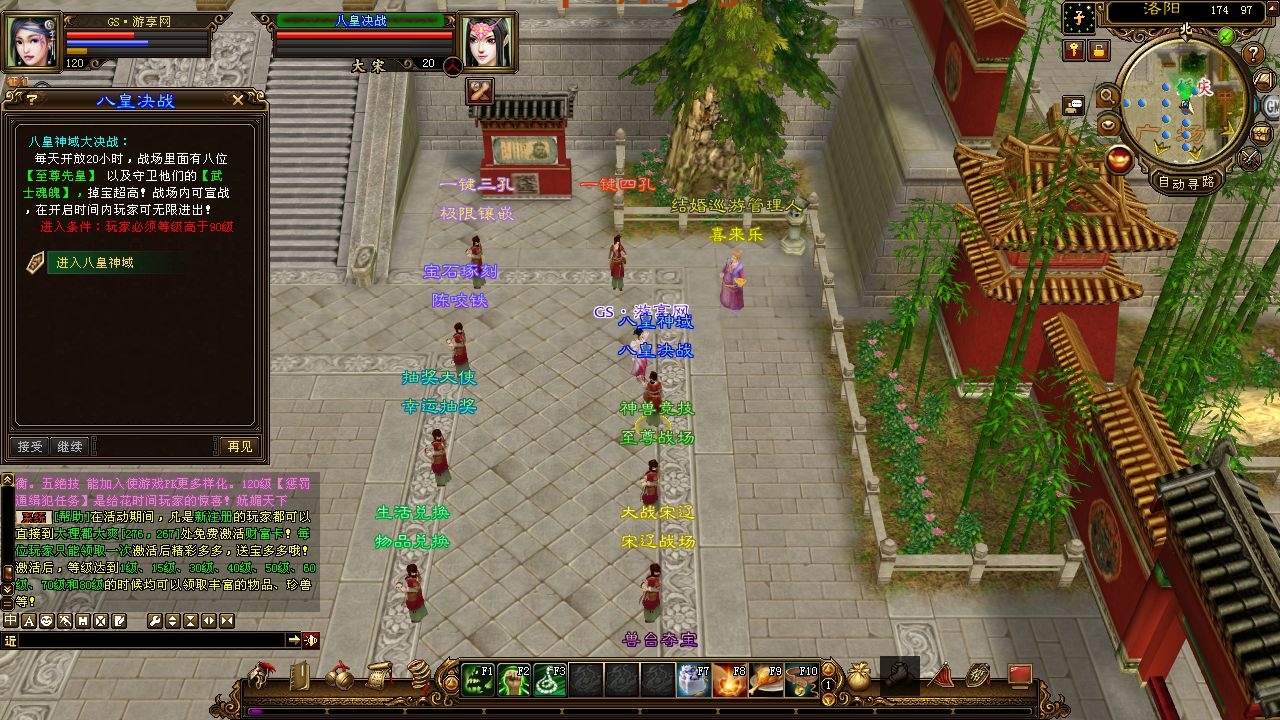 GS·游享网
120
八皇决战
大宋
20
子
洛阳
174 97
北
广场
自动寻路
GM
八皇决战
八皇神域大决战：
每天开放20小时，战场里面有八位
【至尊先皇】 以及守卫他们的【武
士魂魄】，掉宝超高！战场内可宣战
，在开启时间内玩家可无限进出！
进入条件：玩家必须等级高于90级
进入八皇神域
接受
继续
再见
一键三孔
极限镶嵌
一键四孔
结婚巡游管理人
喜来乐
宝石琢刻
陈咬铁
GS·游享网
八皇神域
八皇决战
抽奖大使
幸运抽奖
神兽竞技
至尊战场
生活兑换
物品兑换
大战宋辽
宋辽战场
兽台夺宝
衡。五绝技 能加入使游戏PK更多样化。120级【惩罚
通缉犯任务】是给花时间玩家的惊喜！妩媚天下
[帮助]在活动期间，凡是新注册的玩家都可以
直接到大理都大爽[276，267]处免费激活财富卡！每
位玩家只能领取一次激活后精彩多多，送宝多多哦！
激活后，等级达到1级、15级、30级、40级、50级、60
级、70级和80级的时候均可以领取丰富的物品、珍兽
等！
近
F1
F2
F3
F7
F8
F9
F10
1